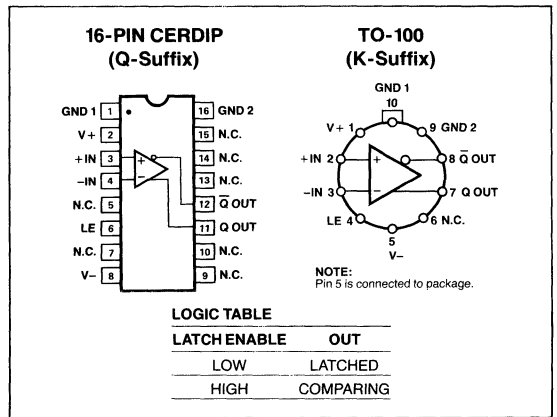 16-PIN CERDIP
(Q-Suffix)
GND 1 1
V+ 2
+IN 3
−IN 4
N.C. 5
LE 6
N.C. 7
V− 8
16 GND 2
15 N.C.
14 N.C.
13 N.C.
12 Q̅ OUT
11 Q OUT
10 N.C.
9 N.C.
+
−
TO-100
(K-Suffix)
GND 1
10
V+ 1
9 GND 2
+IN 2
+
8 Q̅ OUT
−IN 3
−
7 Q OUT
LE 4
6 N.C.
5
V−
NOTE:
Pin 5 is connected to package.
LOGIC TABLE
LATCH ENABLE OUT
LOW LATCHED
HIGH COMPARING